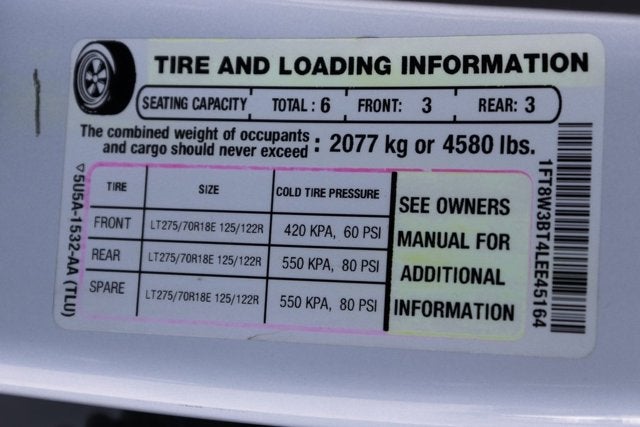 TIRE AND LOADING INFORMATION
SEATING CAPACITY TOTAL : 6 FRONT: 3 REAR: 3
The combined weight of occupants
and cargo should never exceed : 2077 kg or 4580 lbs.
TIRE SIZE COLD TIRE PRESSURE
FRONT LT275/70R18E 125/122R 420 KPA, 60 PSI
REAR LT275/70R18E 125/122R 550 KPA, 80 PSI
SPARE LT275/70R18E 125/122R 550 KPA, 80 PSI
SEE OWNERS
MANUAL FOR
ADDITIONAL
INFORMATION
5U5A-1532-AA (TLU)
1FT8W3BT4LEE45164